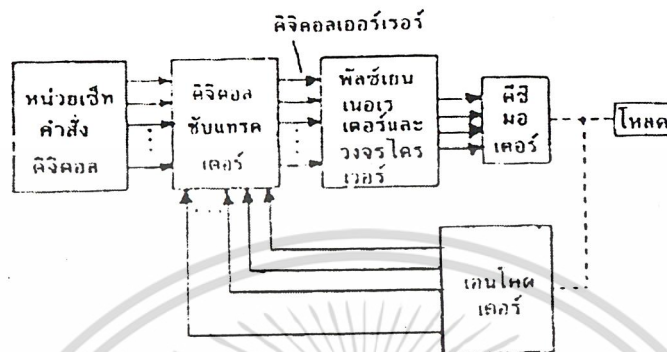 ดิจิตอลเออร์เรอร์
หน่วยเซ็ท
คำสั่ง
ดิจิตอล
ดิจิตอล
ซับแทรค
เตอร์
พัลซ์เยน
เนอเร
เตอร์และ
วงจรไดร
เวอร์
ดีซี
มอ
เตอร์
โหลด
เอนโคด
เตอร์